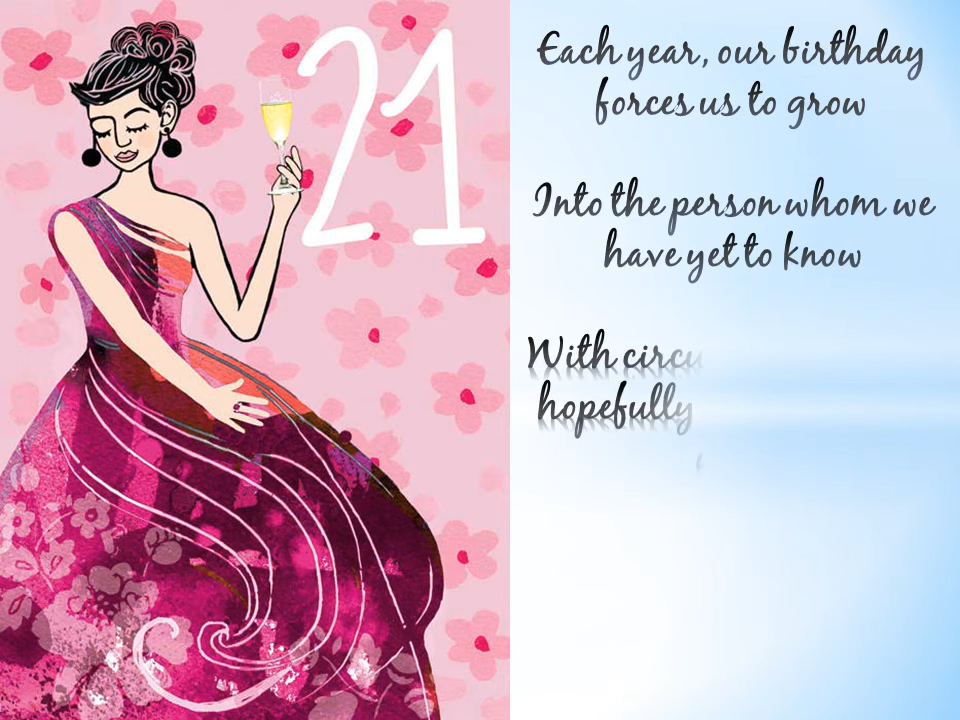 21
Each year, our birthday
forces us to grow
Into the person whom we
have yet to know
With
hopefully